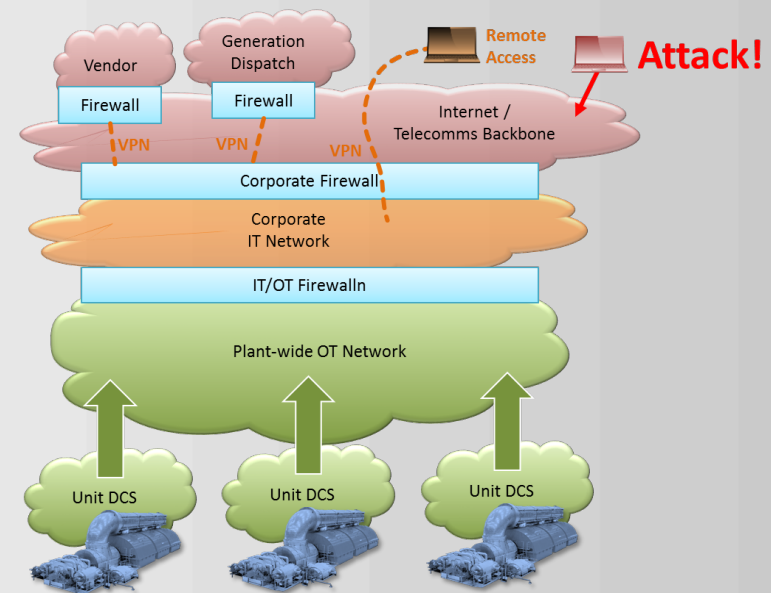 Vendor
Generation
Dispatch
Remote
Access
Attack!
Firewall
Firewall
Internet /
Telecomms Backbone
VPN
VPN
VPN
Corporate Firewall
Corporate
IT Network
IT/OT Firewalln
Plant-wide OT Network
Unit DCS
Unit DCS
Unit DCS